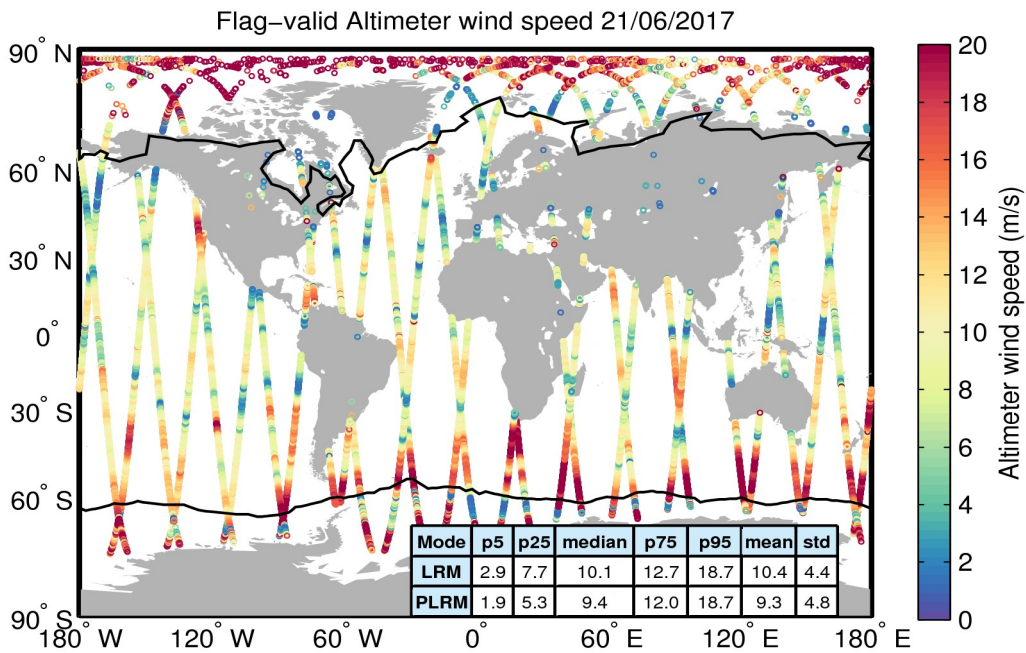 Flag−valid Altimeter wind speed 21/06/2017
90° N
60° N
30° N
0°
30° S
60° S
90° S
180° W
120° W
60° W
0°
60° E
120° E
180° E
Mode p5 p25 median p75 p95 mean std
LRM 2.9 7.7 10.1 12.7 18.7 10.4 4.4
PLRM 1.9 5.3 9.4 12.0 18.7 9.3 4.8
20
18
16
14
12
10
8
6
4
2
0
Altimeter wind speed (m/s)